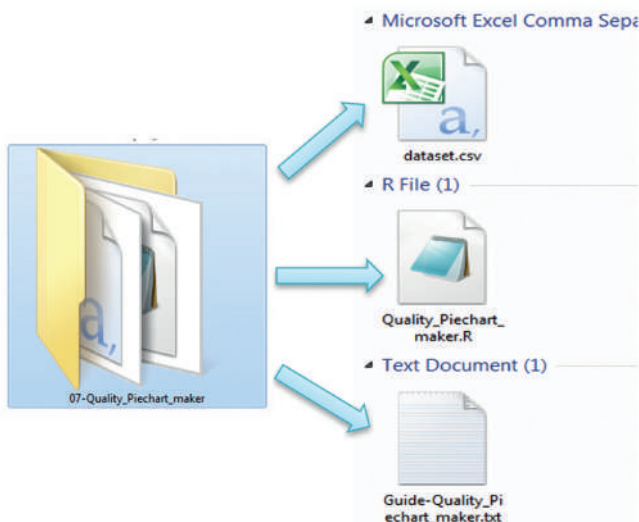 Microsoft Excel Comma Sepa
dataset.csv
R File (1)
Quality_Piechart_
maker.R
07-Quality_Piechart_maker
Text Document (1)
Guide-Quality_Pi
echart_maker.txt